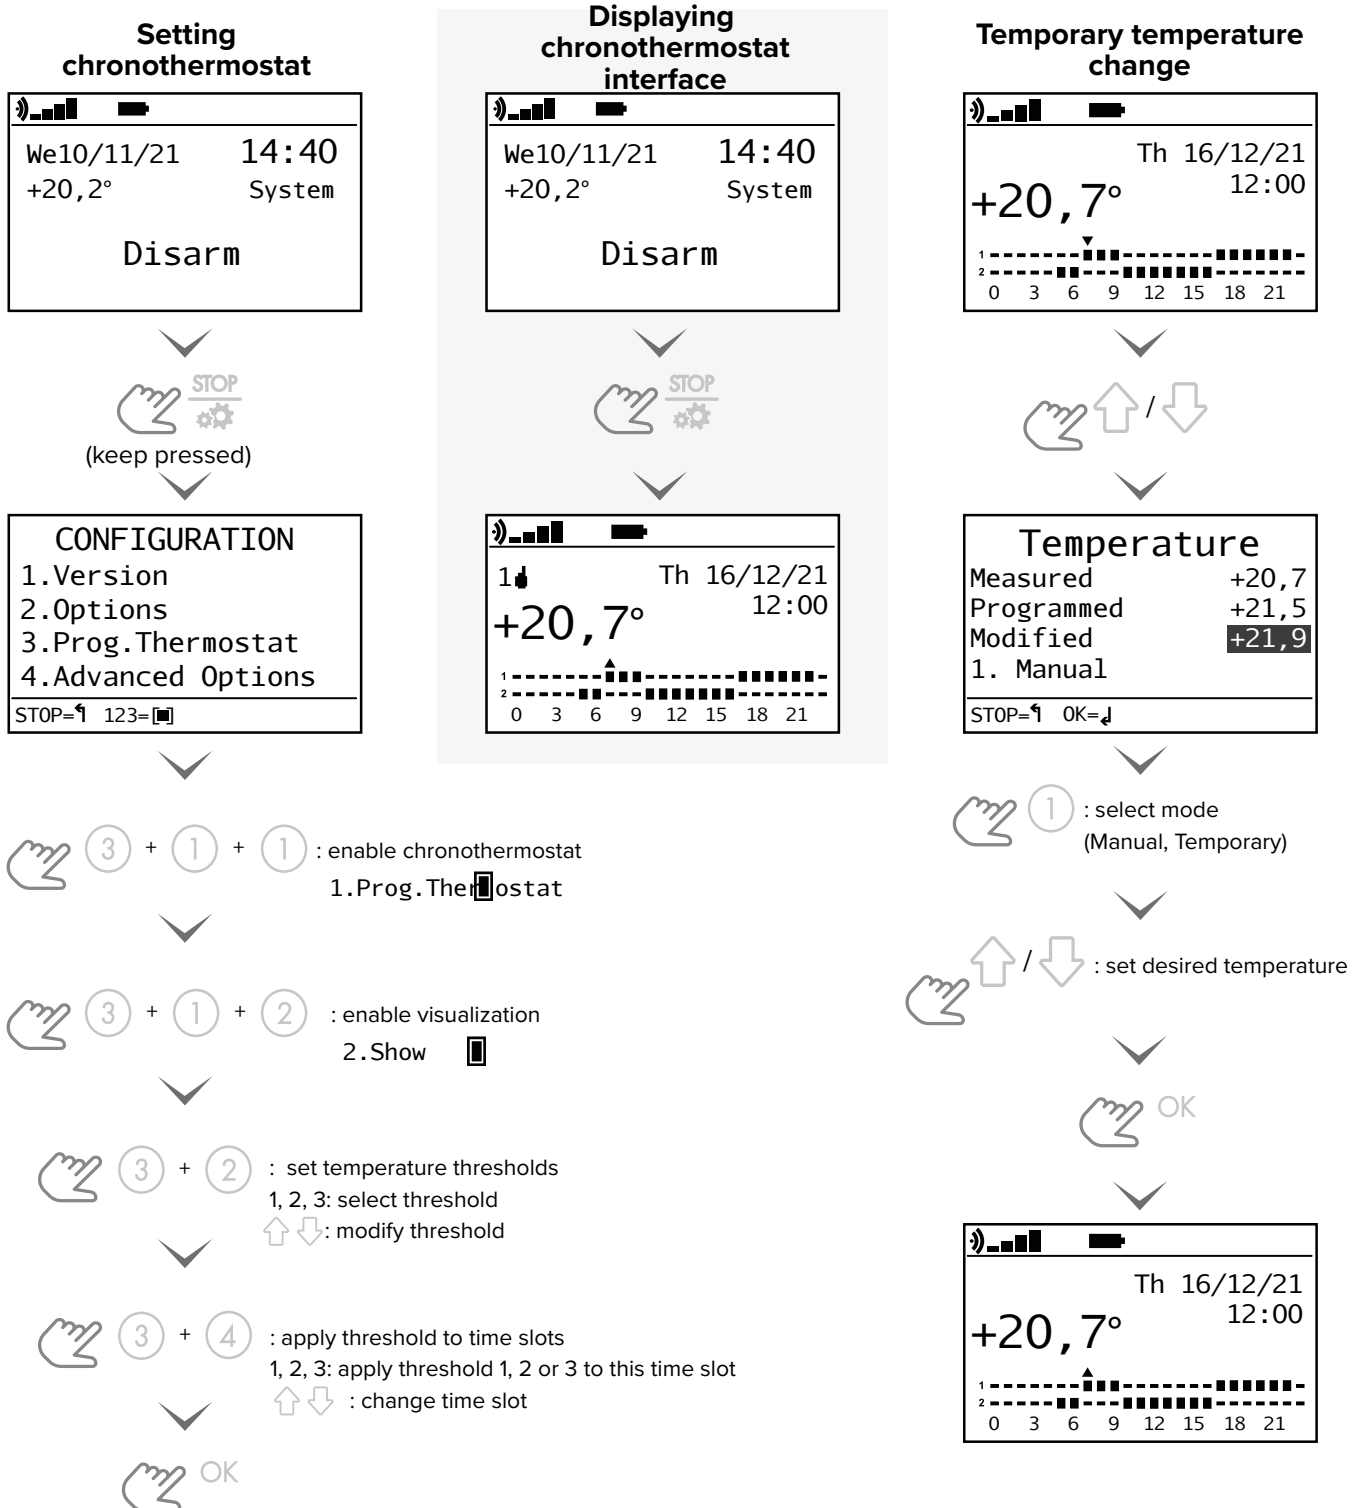 Setting
chronothermostat
We10/11/21 14:40
+20,2° System
Disarm
STOP
(keep pressed)
CONFIGURATION
1.Version
2.Options
3.Prog.Thermostat
4.Advanced Options
STOP= 123=[■]
3 + 1 + 1 : enable chronothermostat
1.Prog.Ther ostat
3 + 1 + 2 : enable visualization
2.Show
3 + 2 : set temperature thresholds
1, 2, 3: select threshold
: modify threshold
3 + 4 : apply threshold to time slots
1, 2, 3: apply threshold 1, 2 or 3 to this time slot
: change time slot
OK
Displaying
chronothermostat
interface
We10/11/21 14:40
+20,2° System
Disarm
STOP
1 Th 16/12/21
12:00
+20,7°
1
2
0 3 6 9 12 15 18 21
Temporary temperature
change
Th 16/12/21
12:00
+20,7°
1
2
0 3 6 9 12 15 18 21
/
Temperature
Measured +20,7
Programmed +21,5
Modified +21,9
1. Manual
STOP= OK=
1 : select mode
(Manual, Temporary)
/ : set desired temperature
OK
Th 16/12/21
12:00
+20,7°
1
2
0 3 6 9 12 15 18 21